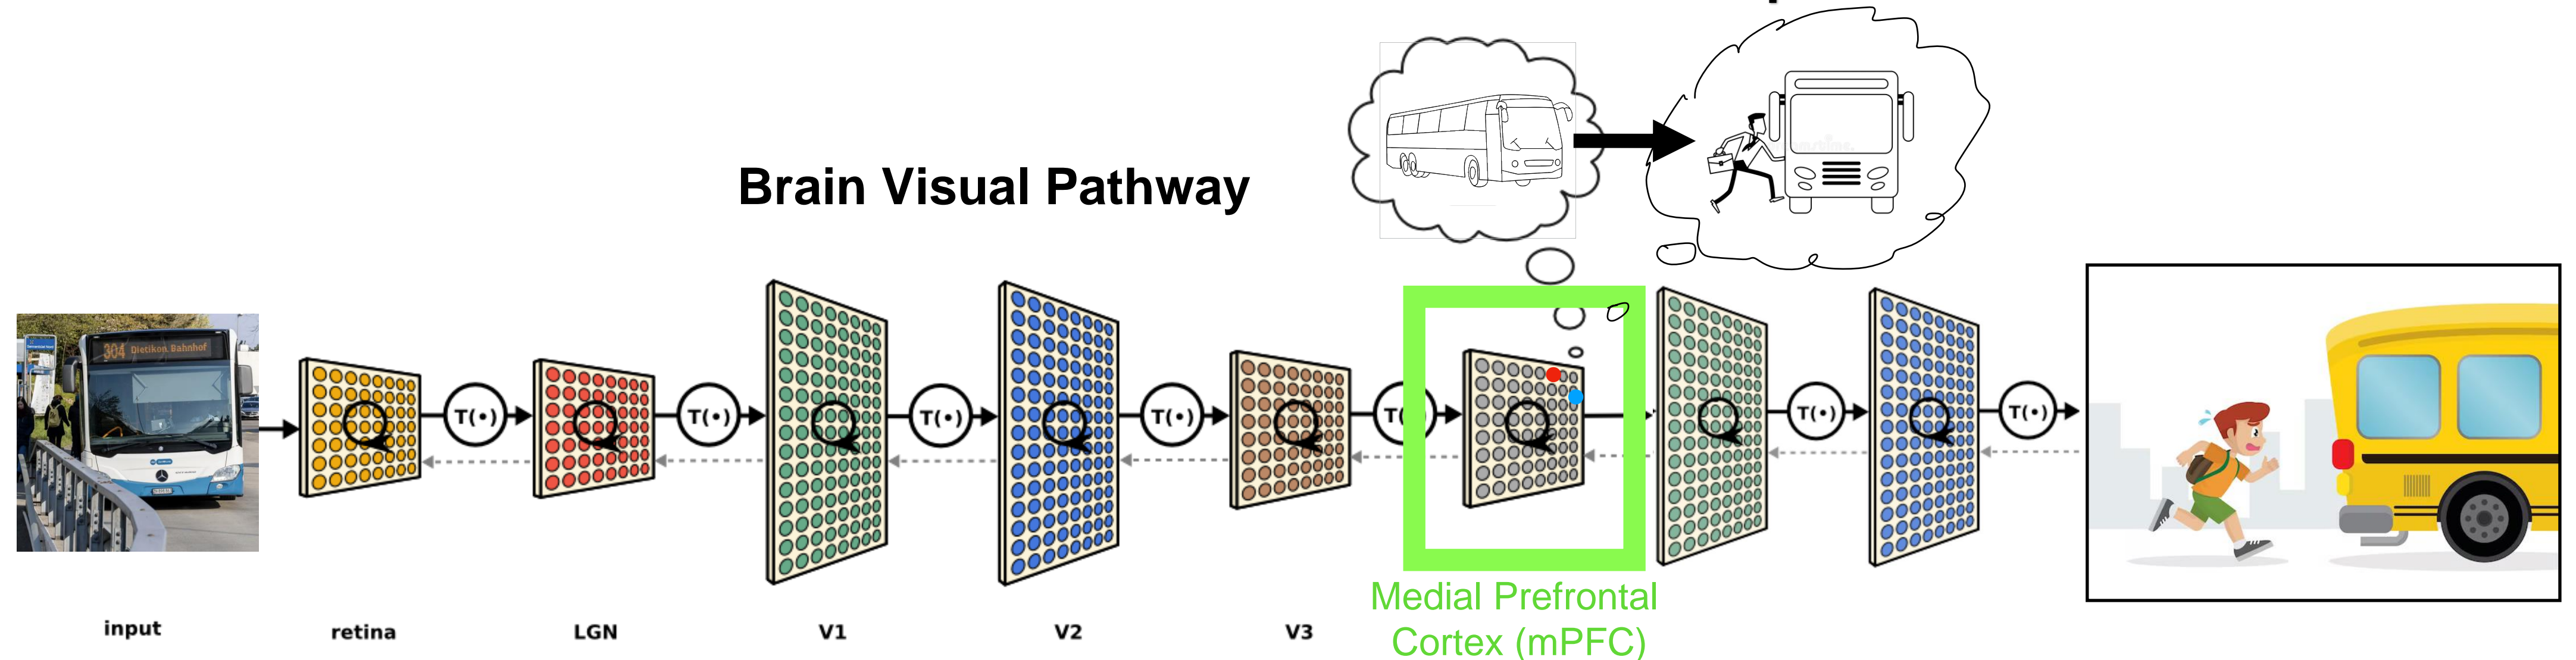 Brain Visual Pathway
304 Dietikon Bahnhof
T(•)
T(•)
T(•)
T(•)
T(
T(•)
T(•)
input
retina
LGN
V1
V2
V3
Medial Prefrontal
Cortex (mPFC)